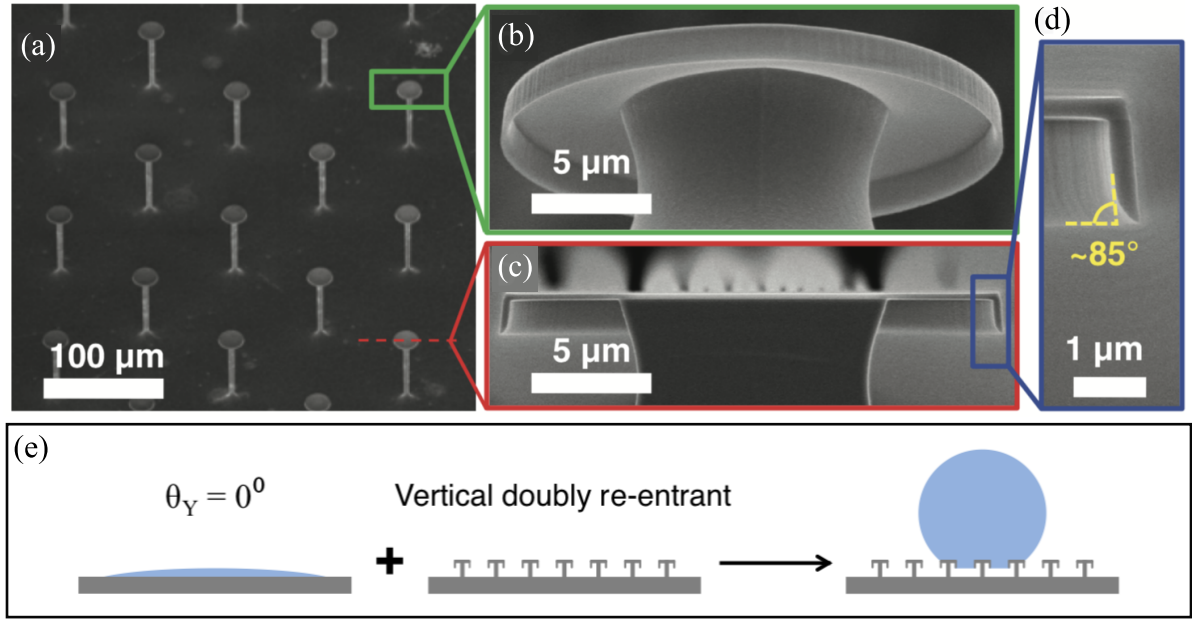 (a)
100 µm
(b)
5 µm
(c)
5 µm
(d)
~85°
1 µm
(e)
θY = 0⁰
Vertical doubly re-entrant
+